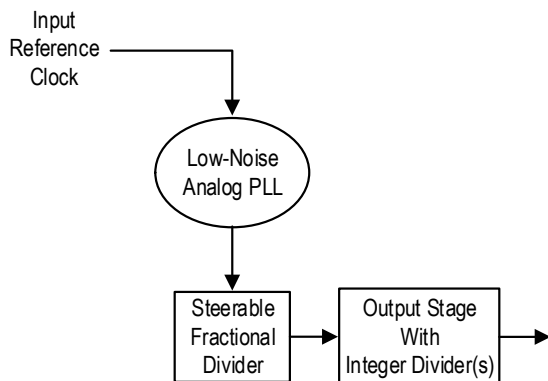 Input
Reference
Clock
Low-Noise
Analog PLL
Steerable
Fractional
Divider
Output Stage
With
Integer Divider(s)